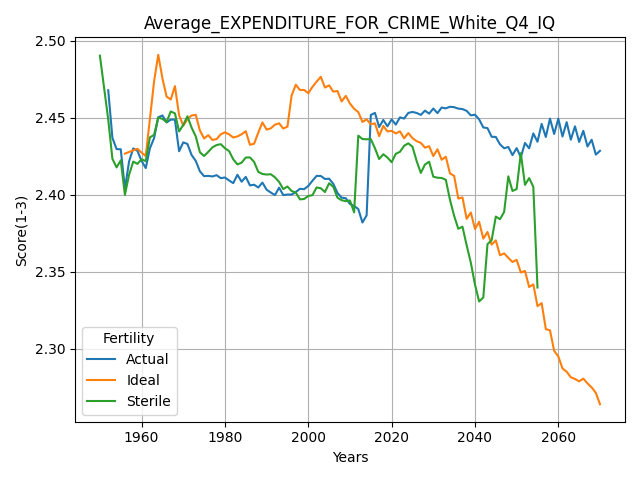 Average_EXPENDITURE_FOR_CRIME_White_Q4_IQ
Score(1-3)
2.50
2.45
2.40
2.35
2.30
Fertility
Actual
Ideal
Sterile
1960 1980 2000 2020 2040 2060
Years